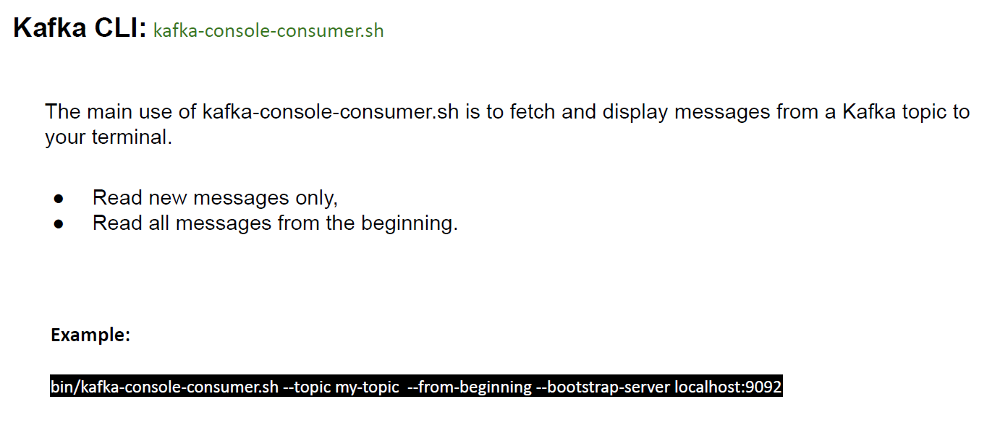 Kafka CLI: kafka-console-consumer.sh
The main use of kafka-console-consumer.sh is to fetch and display messages from a Kafka topic to
your terminal.
● Read new messages only,
● Read all messages from the beginning.
Example:
bin/kafka-console-consumer.sh --topic my-topic  --from-beginning --bootstrap-server localhost:9092